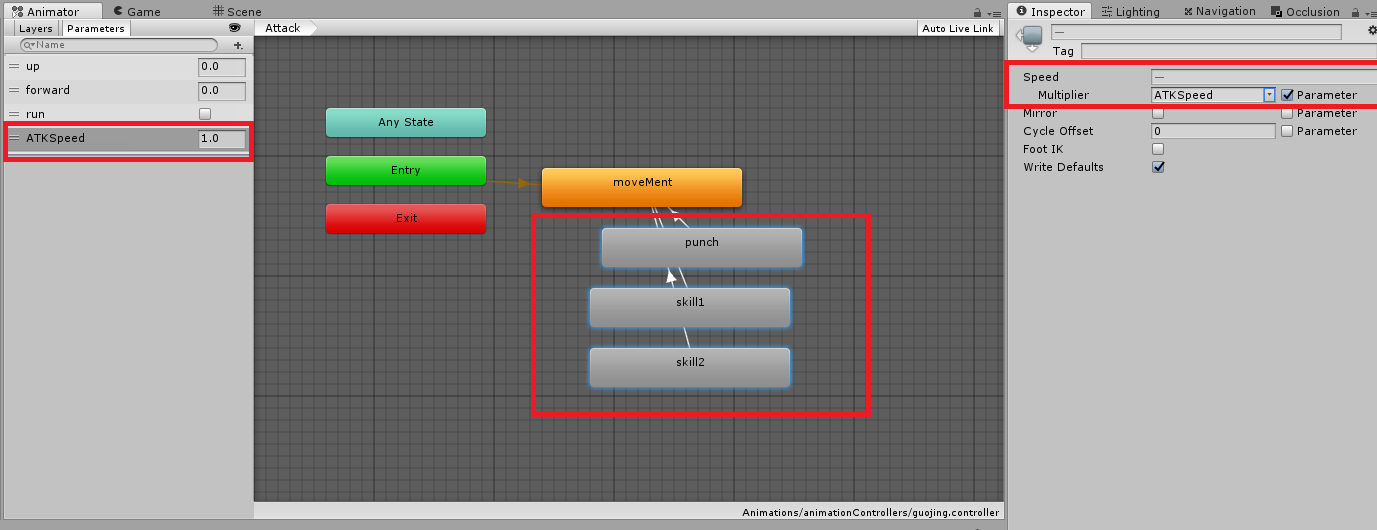 Animator Game Scene
Layers Parameters
Name
up 0.0
forward 0.0
run
ATKSpeed 1.0
Attack Auto Live Link
Any State
Entry
Exit
moveMent
punch
skill1
skill2
Animations/animationControllers/guojing.controller
Inspector Lighting Navigation Occlusion
—
Tag
Speed —
Multiplier ATKSpeed Parameter
Mirror Parameter
Cycle Offset 0 Parameter
Foot IK
Write Defaults